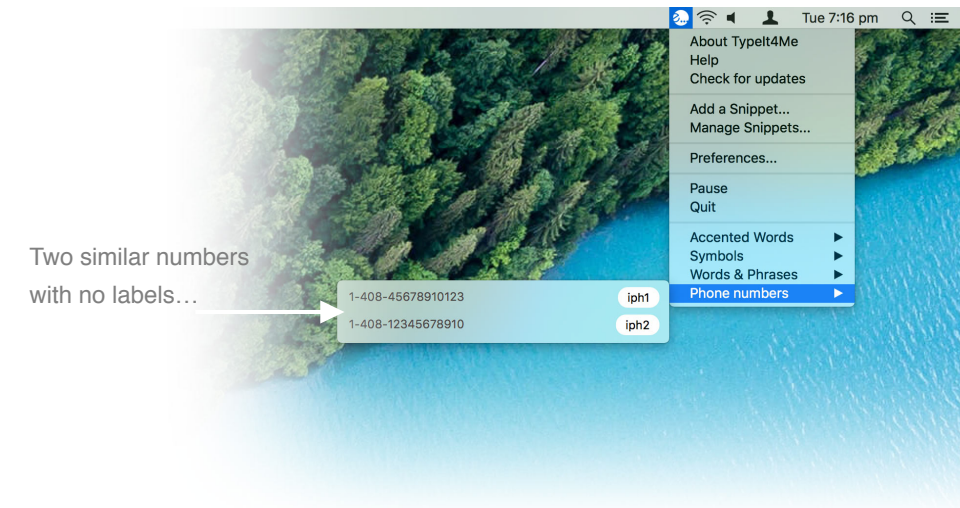 Tue 7:16 pm
About TypeIt4Me
Help
Check for updates
Add a Snippet...
Manage Snippets...
Preferences...
Pause
Quit
Accented Words
Symbols
Words & Phrases
Phone numbers
Two similar numbers
with no labels…
1-408-45678910123 iph1
1-408-12345678910 iph2